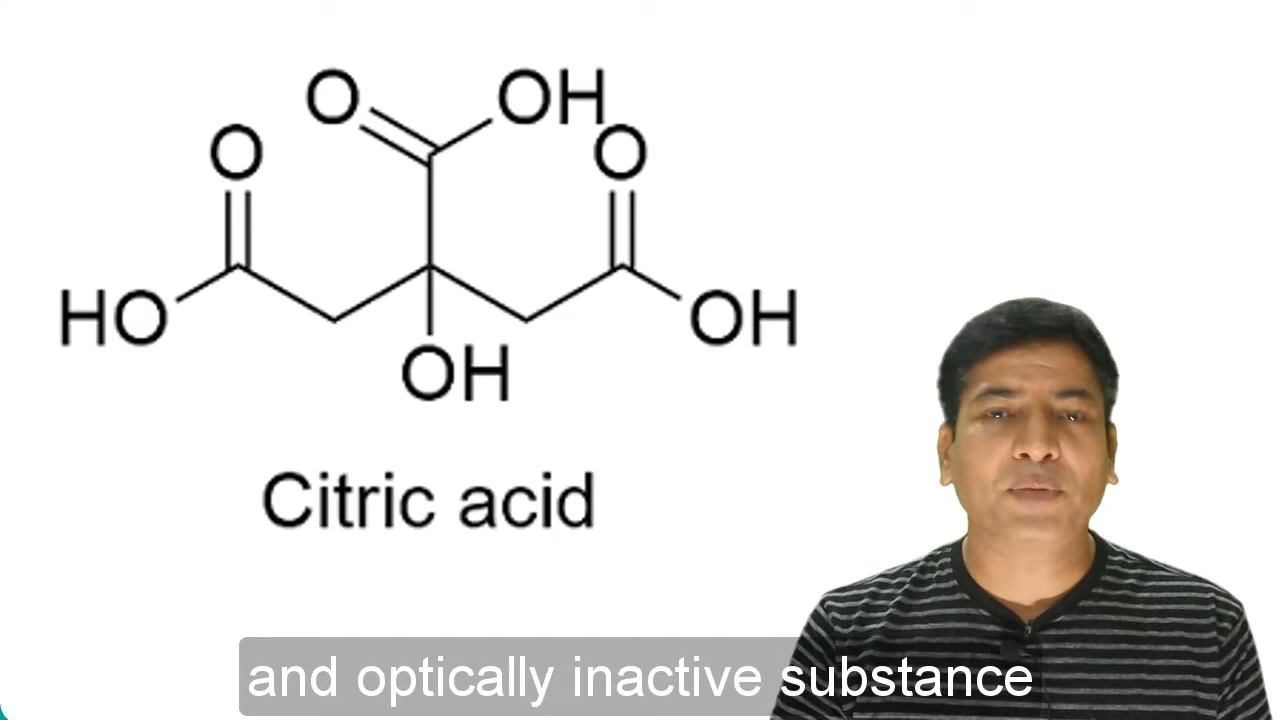 O OH
O O
HO OH
OH
Citric acid
and optically inactive substance